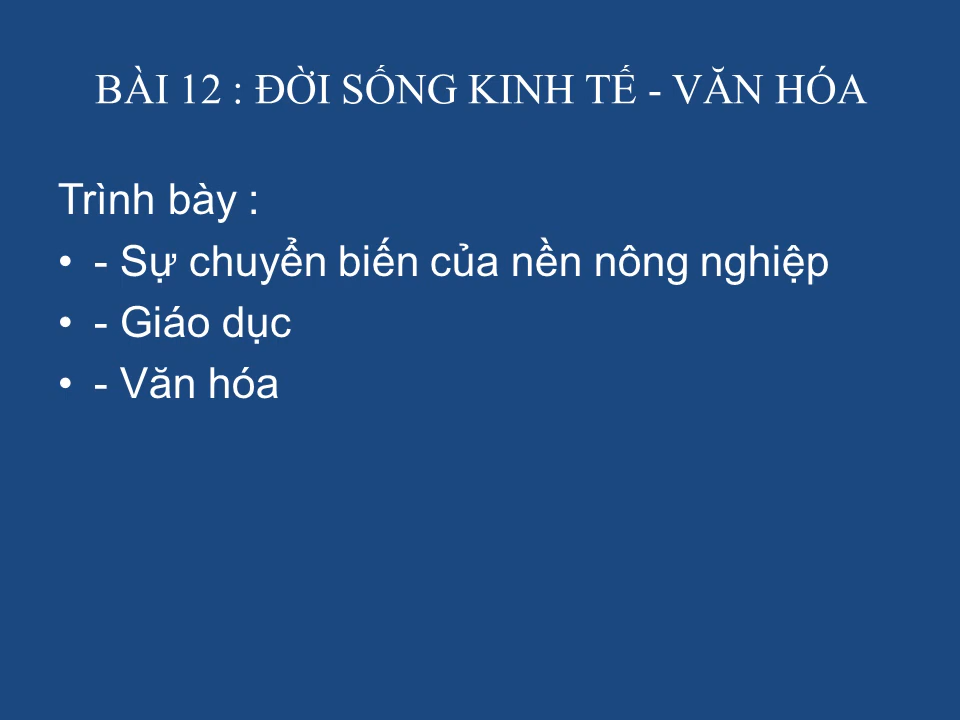 BÀI 12 : ĐỜI SỐNG KINH TẾ - VĂN HÓA
Trình bày :
• - Sự chuyển biến của nền nông nghiệp
• - Giáo dục
• - Văn hóa